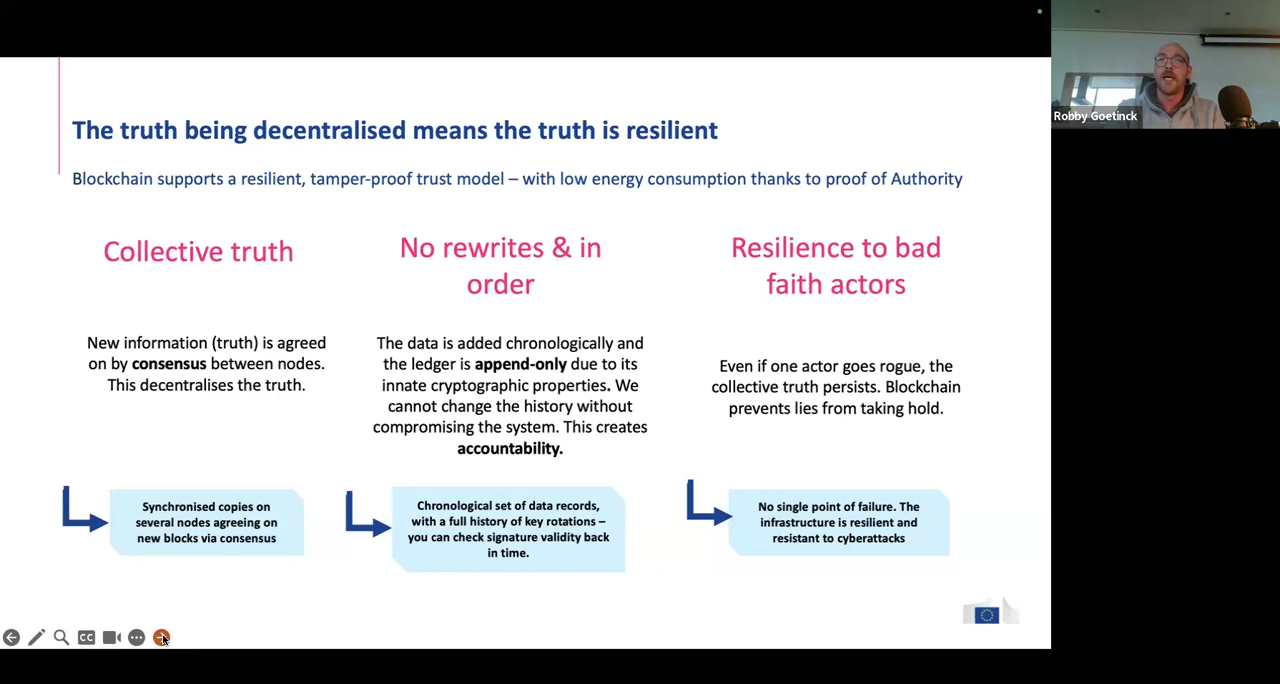 The truth being decentralised means the truth is resilient
Blockchain supports a resilient, tamper-proof trust model – with low energy consumption thanks to proof of Authority
Collective truth
New information (truth) is agreed
on by consensus between nodes.
This decentralises the truth.
Synchronised copies on
several nodes agreeing on
new blocks via consensus
No rewrites & in
order
The data is added chronologically and
the ledger is append-only due to its
innate cryptographic properties. We
cannot change the history without
compromising the system. This creates
accountability.
Chronological set of data records,
with a full history of key rotations –
you can check signature validity back
in time.
Resilience to bad
faith actors
Even if one actor goes rogue, the
collective truth persists. Blockchain
prevents lies from taking hold.
No single point of failure. The
infrastructure is resilient and
resistant to cyberattacks
CC
Robby Goetinck